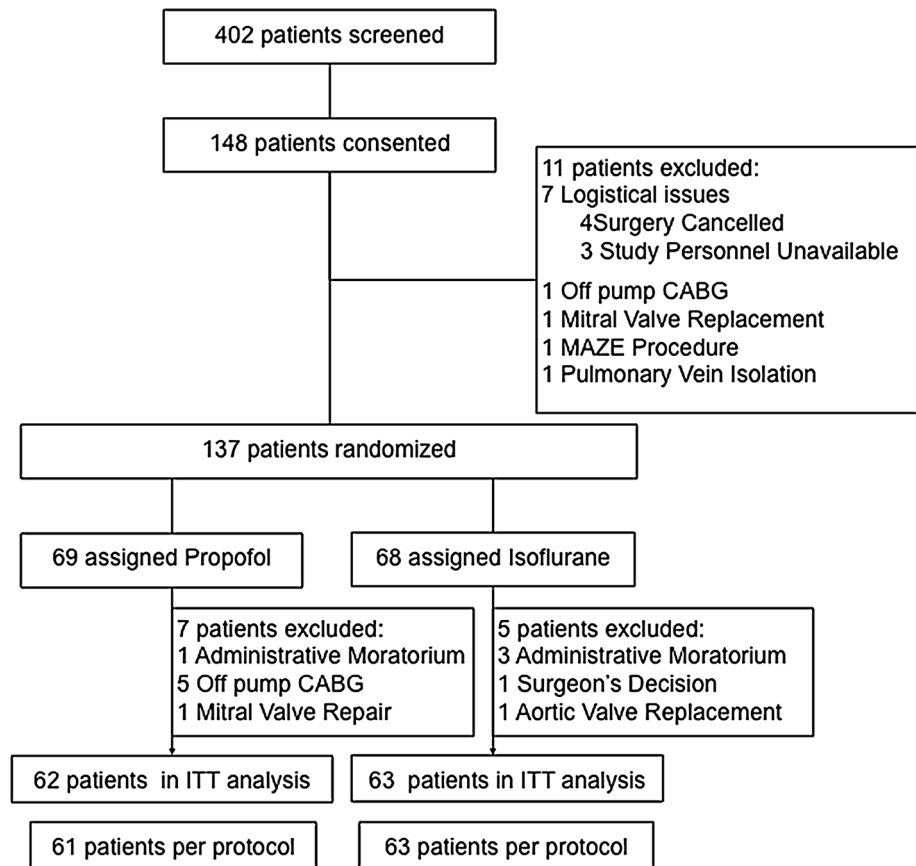 402 patients screened
148 patients consented
11 patients excluded:
7 Logistical issues
4Surgery Cancelled
3 Study Personnel Unavailable
1 Off pump CABG
1 Mitral Valve Replacement
1 MAZE Procedure
1 Pulmonary Vein Isolation
137 patients randomized
69 assigned Propofol
68 assigned Isoflurane
7 patients excluded:
1 Administrative Moratorium
5 Off pump CABG
1 Mitral Valve Repair
5 patients excluded:
3 Administrative Moratorium
1 Surgeon's Decision
1 Aortic Valve Replacement
62 patients in ITT analysis
63 patients in ITT analysis
61 patients per protocol
63 patients per protocol